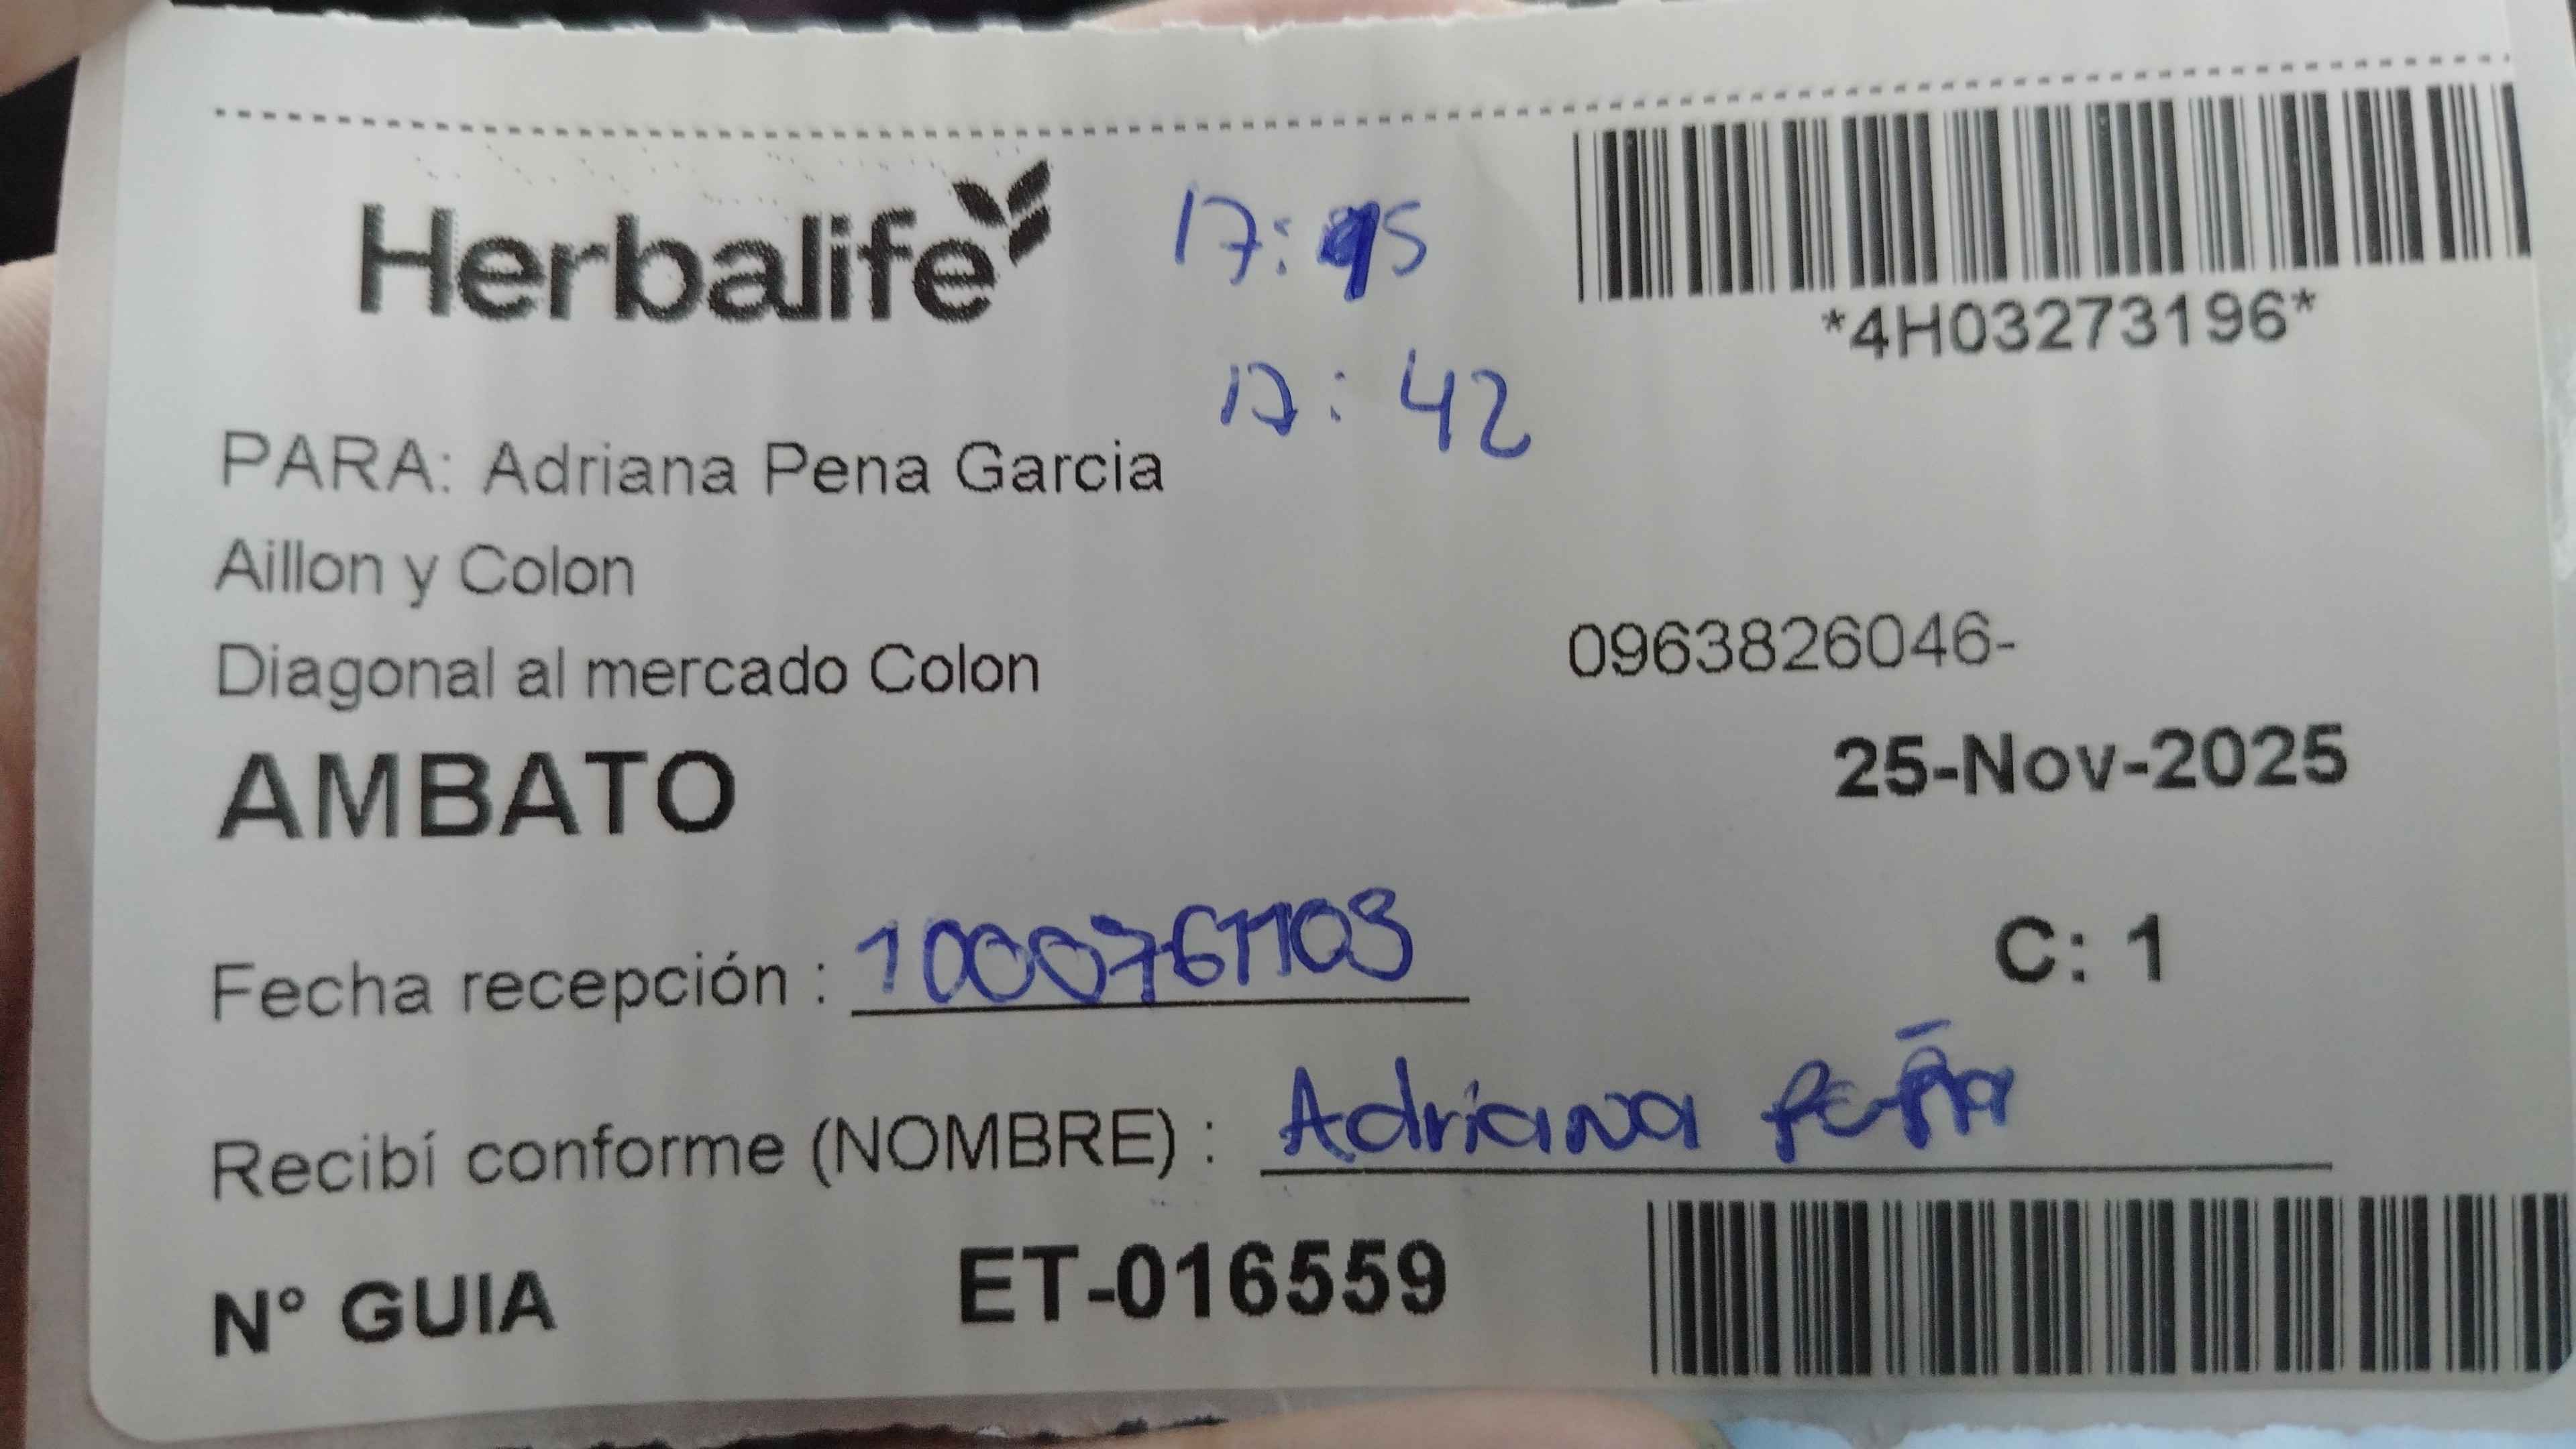 Herbalife
17:45
17:42
*4H03273196*
PARA: Adriana Pena Garcia
Aillon y Colon
Diagonal al mercado Colon
0963826046-
AMBATO
25-Nov-2025
Fecha recepción : 1000761103
C: 1
Recibí conforme (NOMBRE) : Adriana Peña
N° GUIA ET-016559